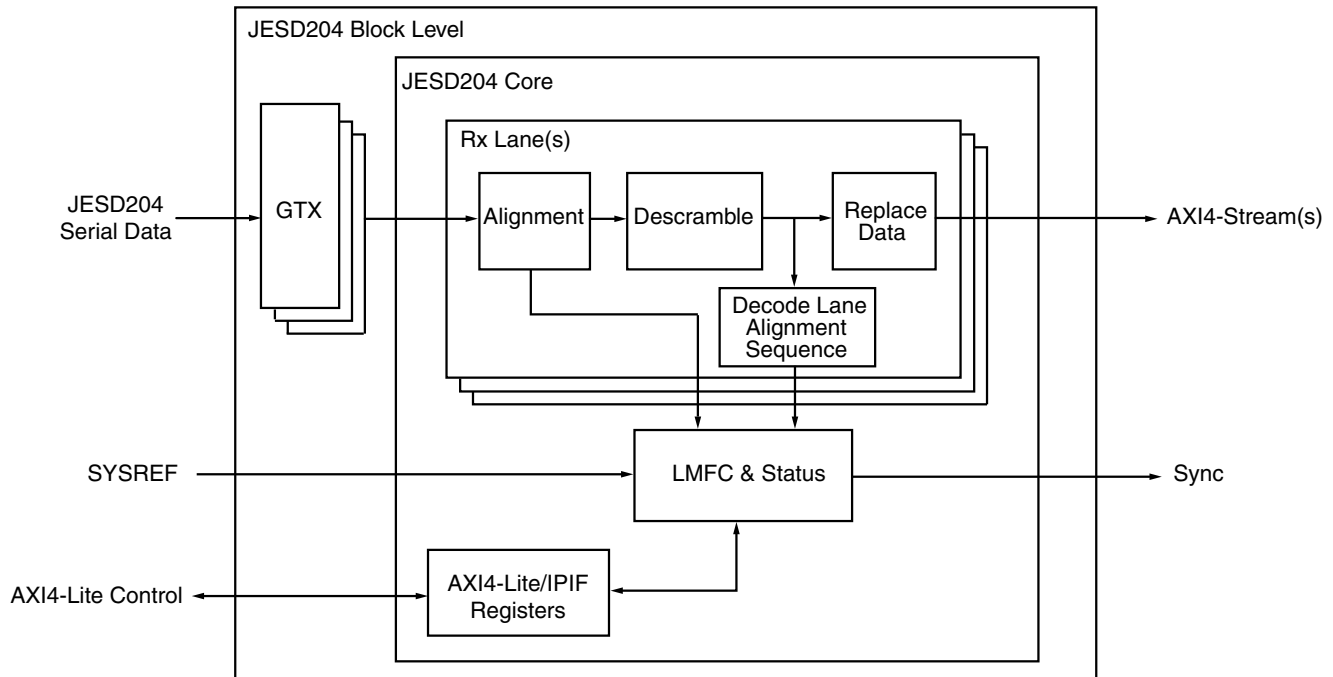 JESD204 Block Level
JESD204 Core
Rx Lane(s)
JESD204
Serial Data
GTX
Alignment
Descramble
Replace
Data
AXI4-Stream(s)
Decode Lane
Alignment
Sequence
SYSREF
LMFC & Status
Sync
AXI4-Lite Control
AXI4-Lite/IPIF
Registers